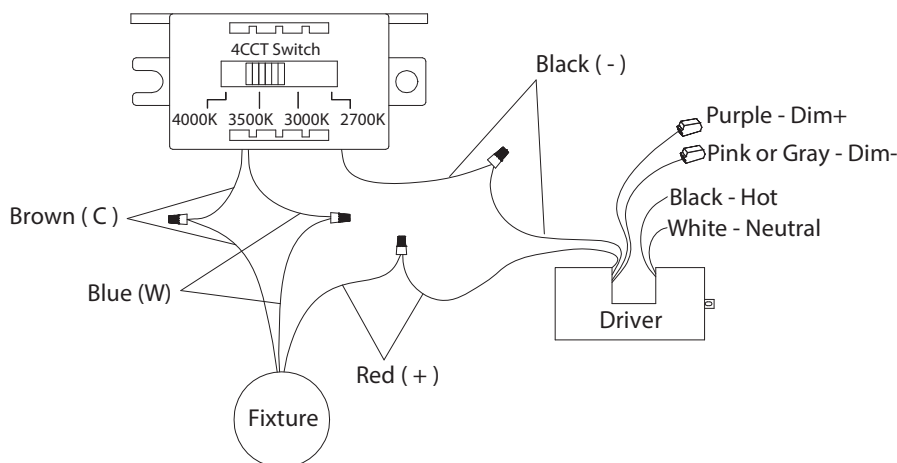 4CCT Switch
4000K 3500K 3000K 2700K
Black ( - )
Purple - Dim+
Pink or Gray - Dim-
Black - Hot
White - Neutral
Brown ( C )
Blue (W)
Red ( + )
Driver
Fixture